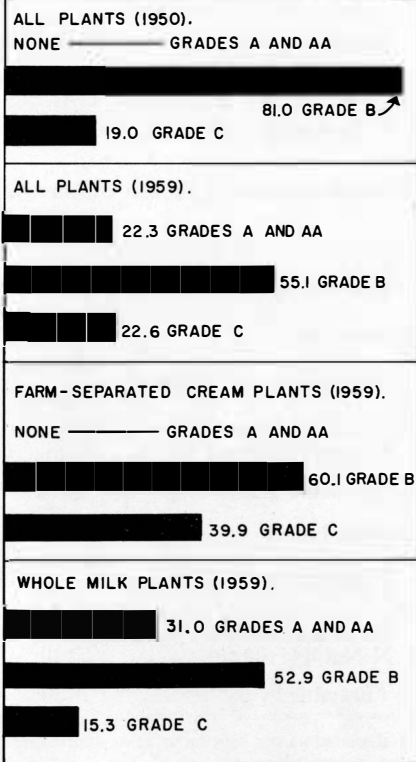 ALL PLANTS (1950).
NONE ——— GRADES A AND AA
81.0 GRADE B
19.0 GRADE C
ALL PLANTS (1959).
22.3 GRADES A AND AA
55.1 GRADE B
22.6 GRADE C
FARM-SEPARATED CREAM PLANTS (1959).
NONE ——— GRADES A AND AA
60.1 GRADE B
39.9 GRADE C
WHOLE MILK PLANTS (1959).
31.0 GRADES A AND AA
52.9 GRADE B
15.3 GRADE C